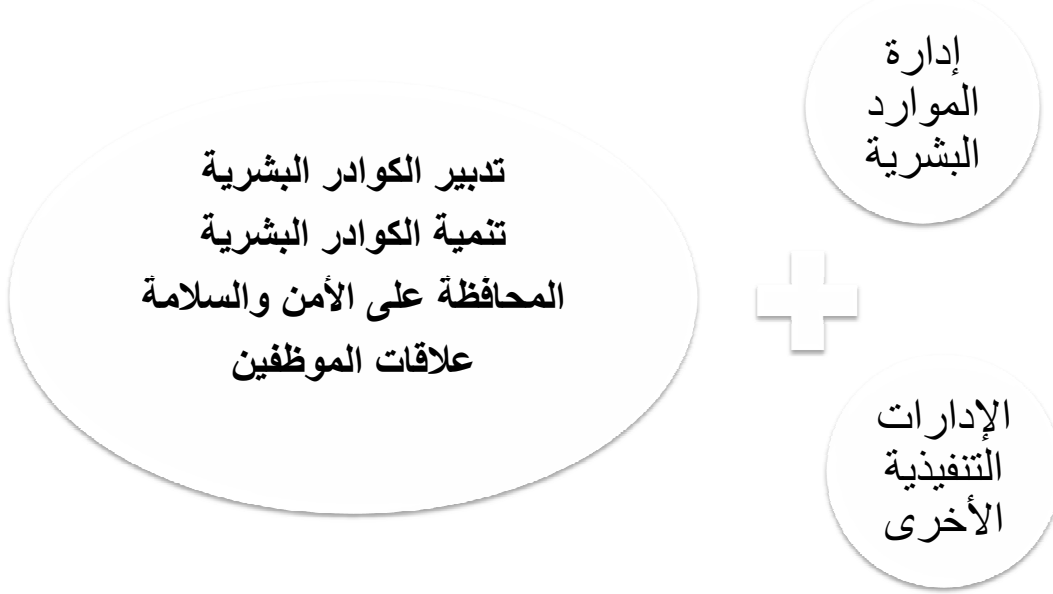 إدارة
الموارد
البشرية
الإدارات
التنفيذية
الأخرى
تدبير الكوادر البشرية
تنمية الكوادر البشرية
المحافظة على الأمن والسلامة
علاقات الموظفين